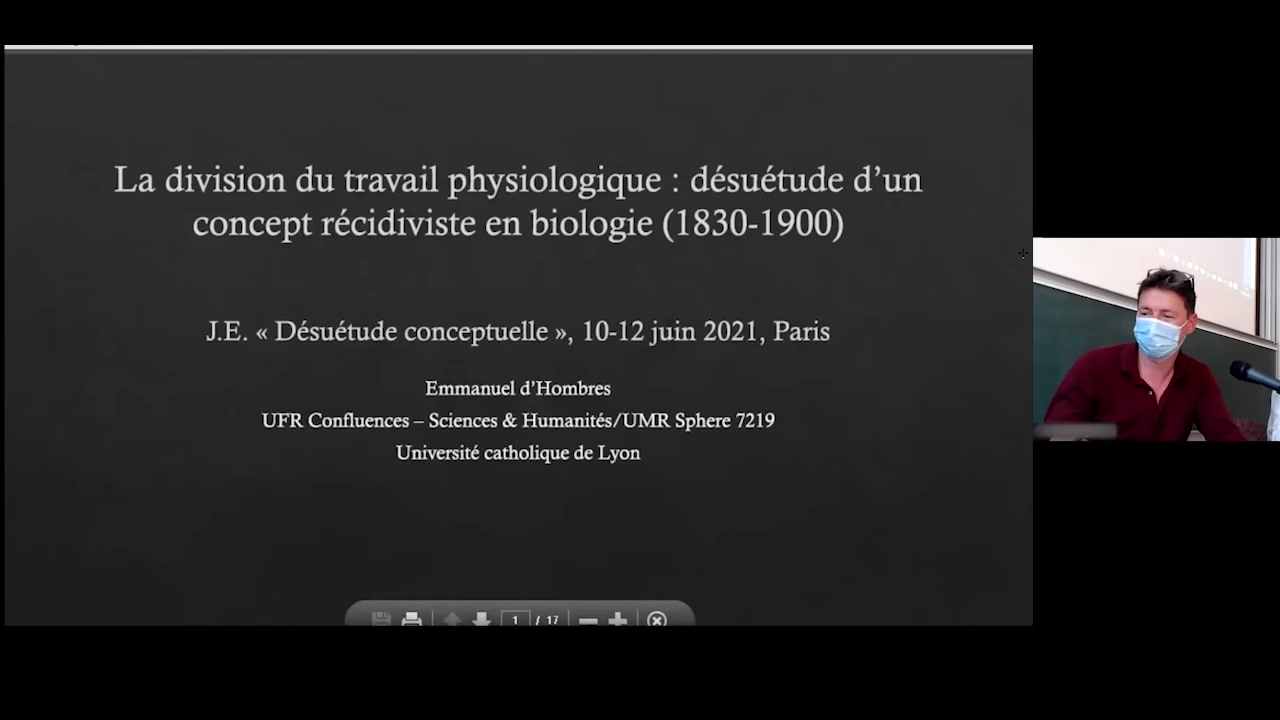 La division du travail physiologique : désuétude d’un
concept récidiviste en biologie (1830-1900)
J.E. « Désuétude conceptuelle », 10-12 juin 2021, Paris
Emmanuel d’Hombres
UFR Confluences – Sciences & Humanités/UMR Sphere 7219
Université catholique de Lyon
1 / 17